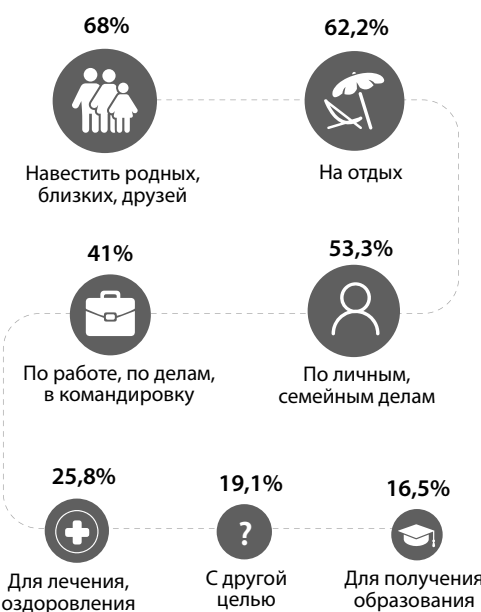 68%
Навестить родных,
близких, друзей
62,2%
На отдых
53,3%
По личным,
семейным делам
41%
По работе, по делам,
в командировку
25,8%
Для лечения,
оздоровления
19,1%
?
С другой
целью
16,5%
Для получения
образования